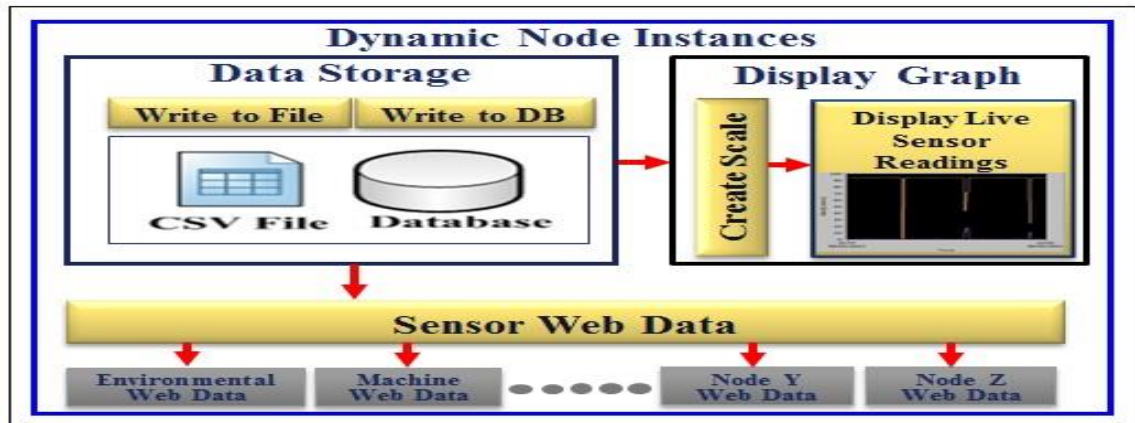 Dynamic Node Instances
Data Storage
Write to File
Write to DB
CSV File
Database
Display Graph
Create Scale
Display Live
Sensor
Readings
Sensor Web Data
Environmental
Web Data
Machine
Web Data
Node Y
Web Data
Node Z
Web Data